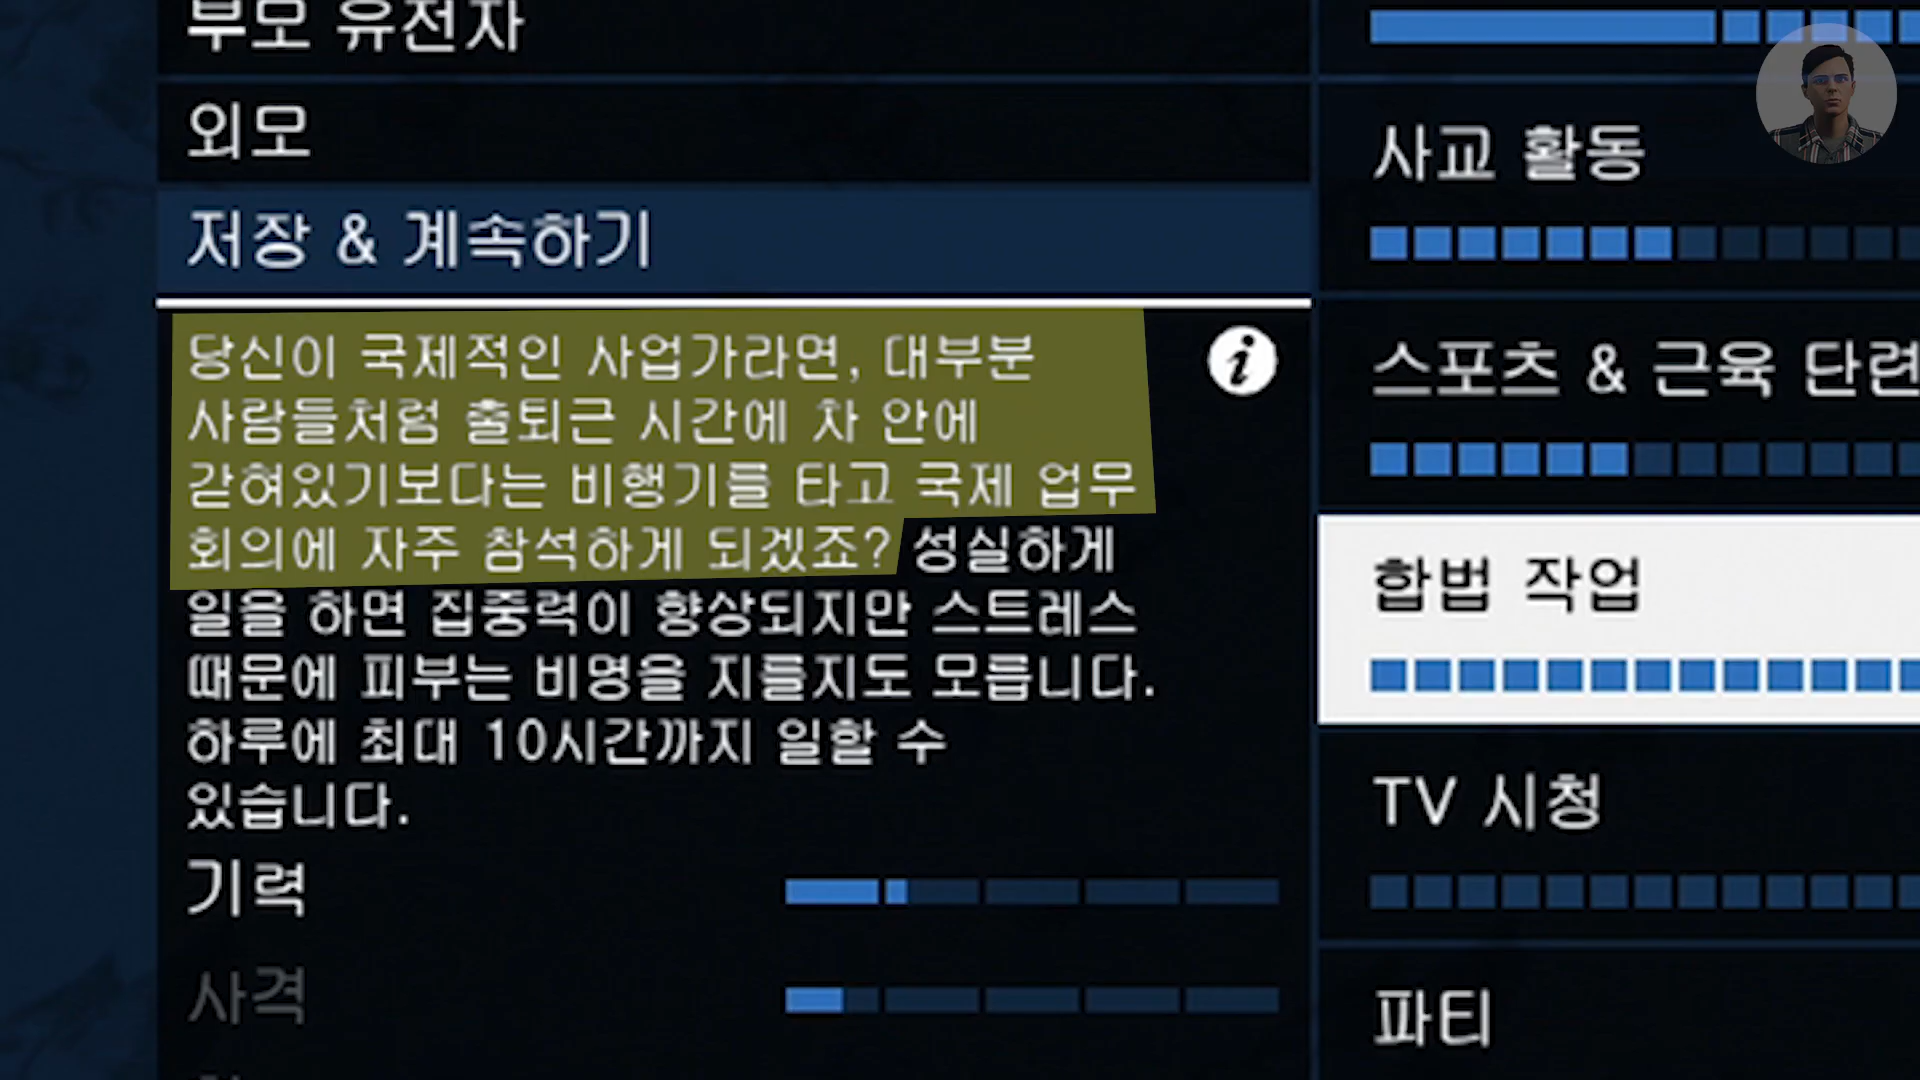 부모 유전자
외모
저장 & 계속하기
당신이 국제적인 사업가라면, 대부분
사람들처럼 출퇴근 시간에 차 안에
갇혀있기보다는 비행기를 타고 국제 업무
회의에 자주 참석하게 되겠죠? 성실하게
일을 하면 집중력이 향상되지만 스트레스
때문에 피부는 비명을 지를지도 모릅니다.
하루에 최대 10시간까지 일할 수
있습니다.
기력
사격
사교 활동
스포츠 & 근육 단련
합법 작업
TV 시청
파티